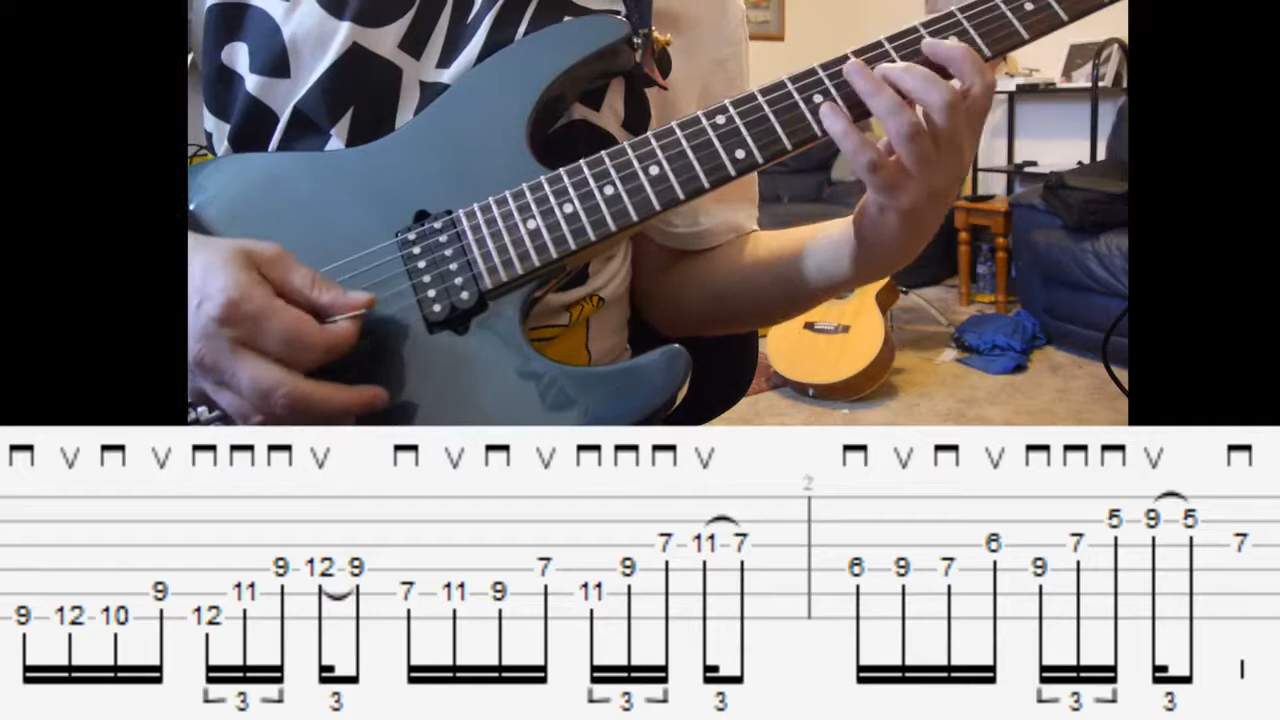 2
5 9 5
7 11 7 6 7 7
9 12 9 7 9 6 9 7 9
9 11 7 11 9 11
9 12 10 12
3 3 3 3 3 3